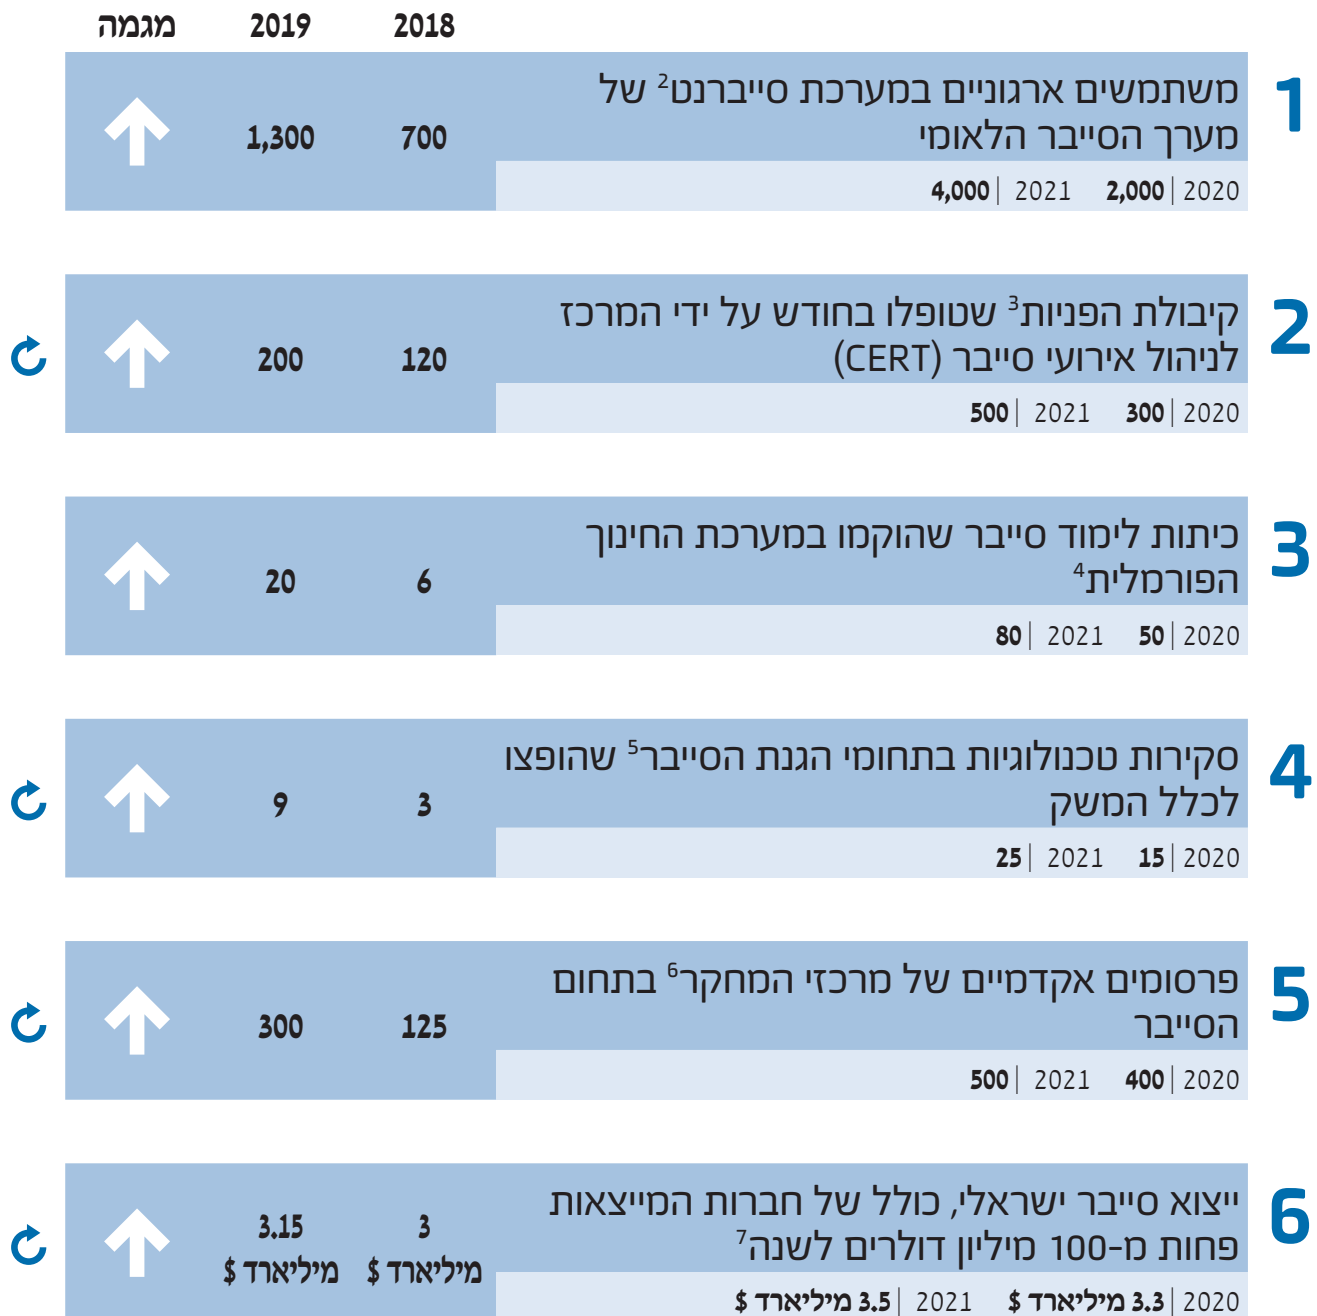 2018 2019 מגמה
1
משתמשים ארגוניים במערכת סייברנט² של
מערך הסייבר הלאומי
700 1,300
2020 | 2,000 2021 | 4,000
2
קיבולת הפניות³ שטופלו בחודש על ידי המרכז
לניהול אירועי סייבר (CERT)
120 200
2020 | 300 2021 | 500
3
כיתות לימוד סייבר שהוקמו במערכת החינוך
הפורמלית⁴
6 20
2020 | 50 2021 | 80
4
סקירות טכנולוגיות בתחומי הגנת הסייבר⁵ שהופצו
לכלל המשק
3 9
2020 | 15 2021 | 25
5
פרסומים אקדמיים של מרכזי המחקר⁶ בתחום
הסייבר
125 300
2020 | 400 2021 | 500
6
ייצוא סייבר ישראלי, כולל של חברות המייצאות
פחות מ-100 מיליון דולרים לשנה⁷
3 3.15
מיליארד $ מיליארד $
2020 | 3.3 מיליארד $ 2021 | 3.5 מיליארד $